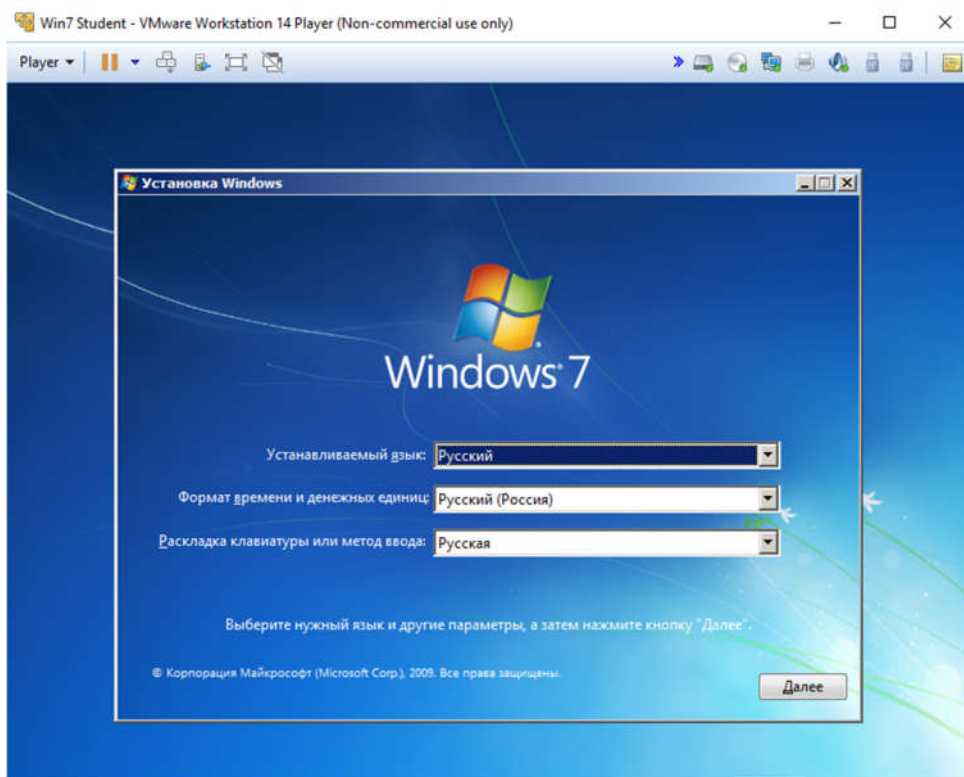 Win7 Student - VMware Workstation 14 Player (Non-commercial use only)
Player
Установка Windows
Windows 7
Устанавливаемый язык: Русский
Формат времени и денежных единиц: Русский (Россия)
Раскладка клавиатуры или метод ввода: Русская
Выберите нужный язык и другие параметры, а затем нажмите кнопку "Далее".
© Корпорация Майкрософт (Microsoft Corp.), 2009. Все права защищены.
Далее